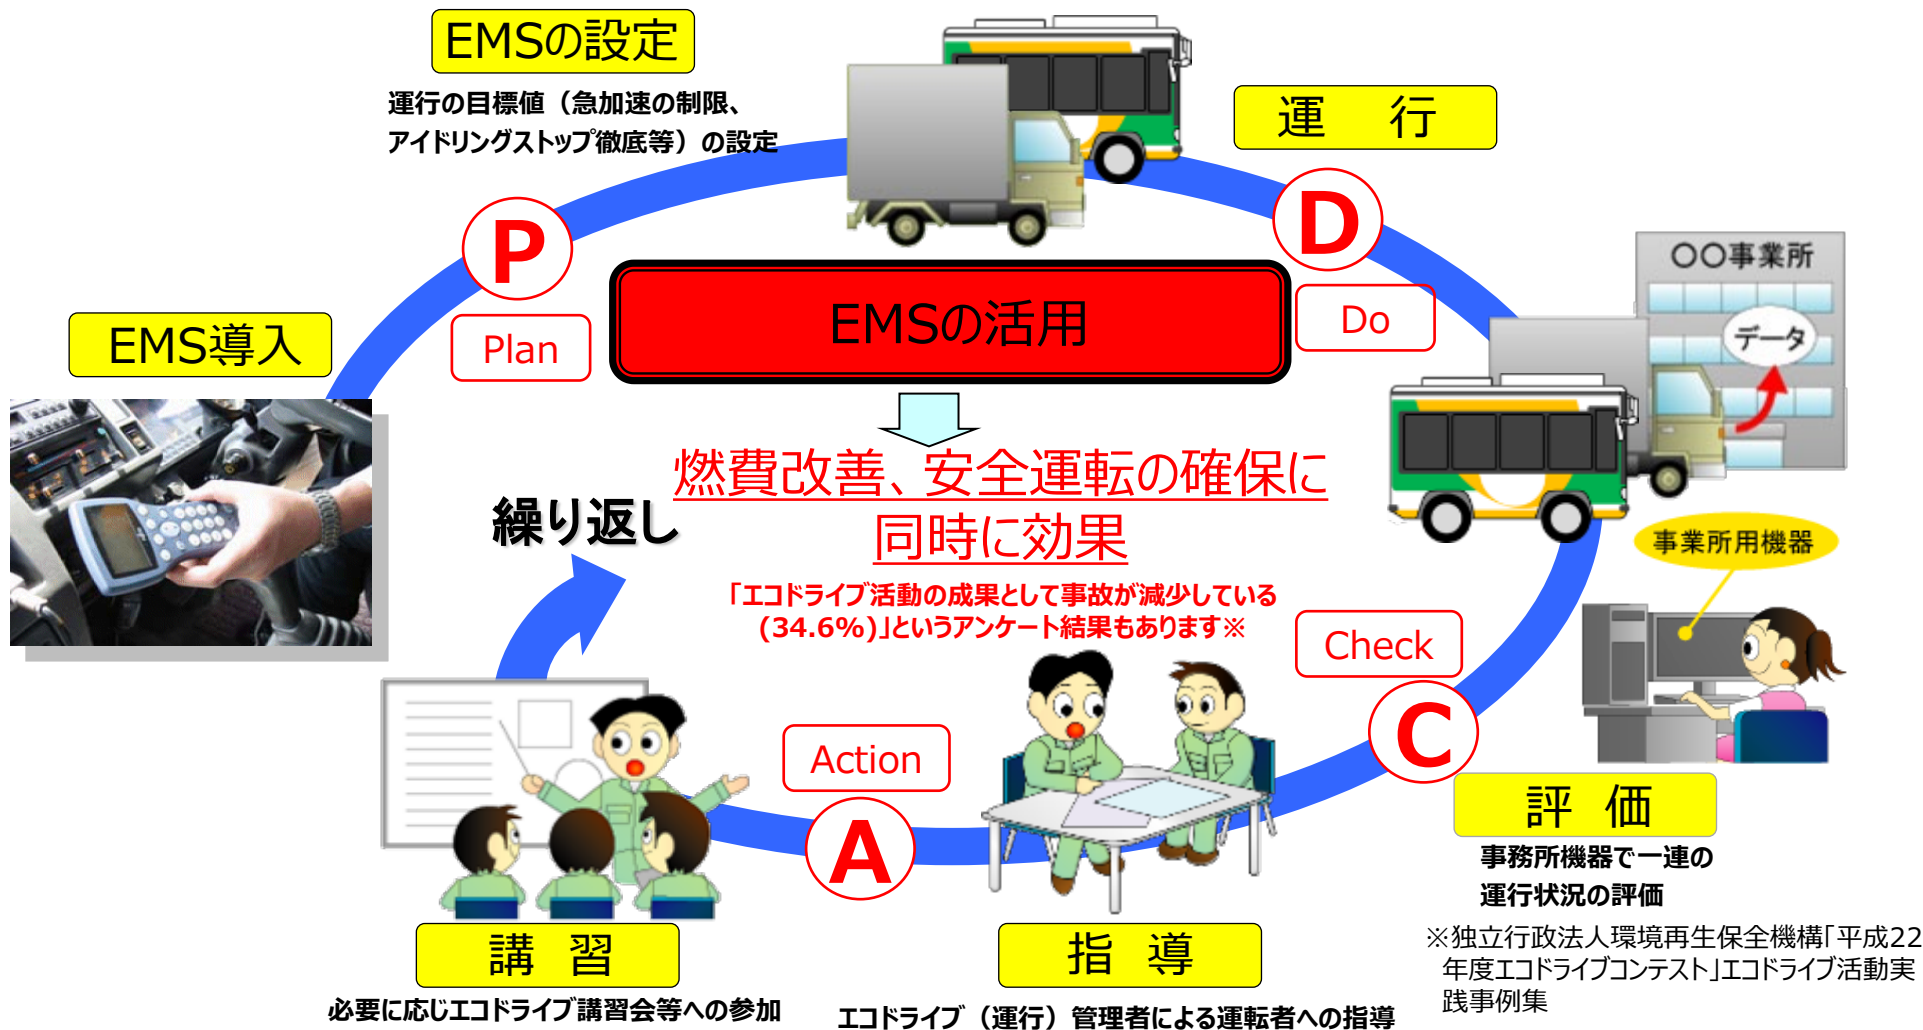 EMSの設定
運行の目標値（急加速の制限、
アイドリングストップ徹底等）の設定
運　行
P
Plan
D
Do
EMS導入
EMSの活用
〇〇事業所
データ
燃費改善、安全運転の確保に
同時に効果
繰り返し
「エコドライブ活動の成果として事故が減少している
(34.6%)」というアンケート結果もあります※
事業所用機器
Check
C
Action
A
評 価
事務所機器で一連の
運行状況の評価
講 習
必要に応じエコドライブ講習会等への参加
指 導
エコドライブ（運行）管理者による運転者への指導
※独立行政法人環境再生保全機構「平成22
年度エコドライブコンテスト」エコドライブ活動実
践事例集